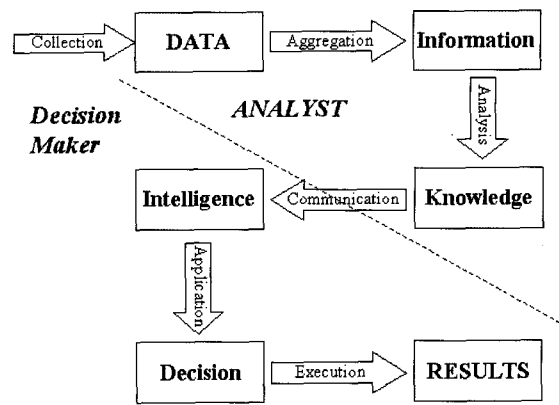 Collection
DATA
Aggregation
Information
Analysis
Decision
Maker
ANALYST
Intelligence
Communication
Knowledge
Application
Decision
Execution
RESULTS